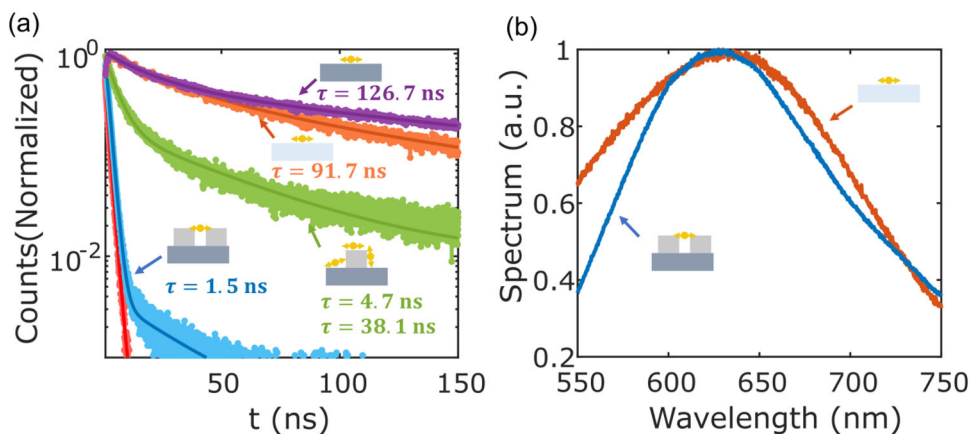 (a)
Counts(Normalized)
10⁰
10⁻²
τ = 126.7 ns
τ = 91.7 ns
τ = 1.5 ns
τ = 4.7 ns
τ = 38.1 ns
50
100
150
t (ns)
(b)
Spectrum (a.u.)
1
0.8
0.6
0.4
0.2
550
600
650
700
750
Wavelength (nm)